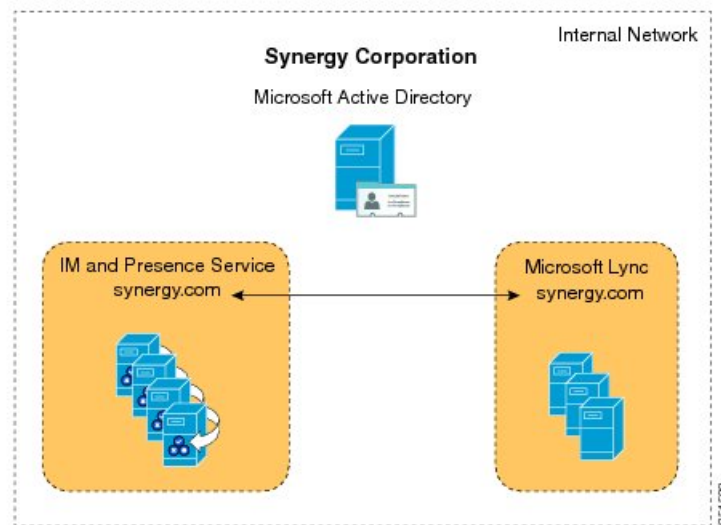 Internal Network
Synergy Corporation
Microsoft Active Directory
IM and Presence Service
synergy.com
Microsoft Lync
synergy.com